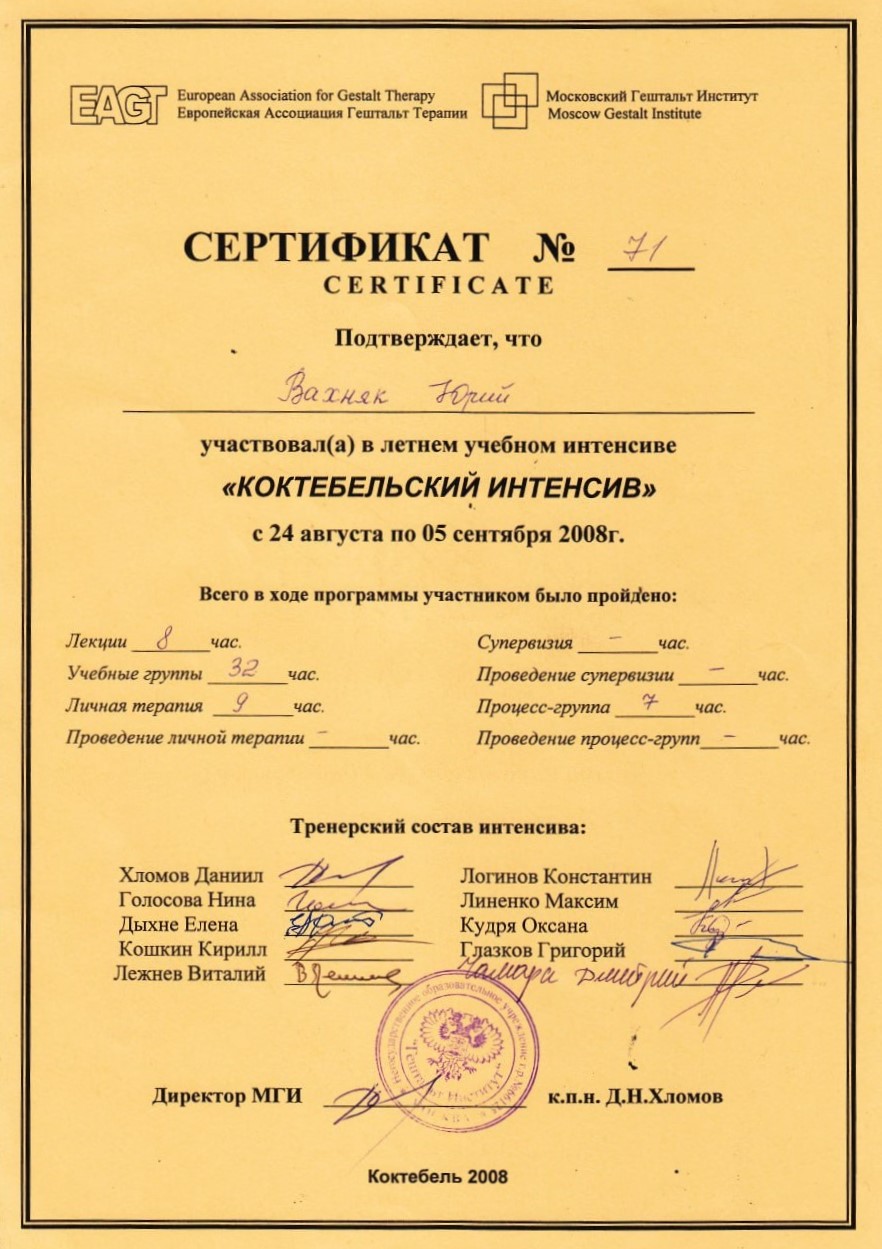 EAGT European Association for Gestalt Therapy
Европейская Ассоциация Гештальт Терапии
Московский Гештальт Институт
Moscow Gestalt Institute
СЕРТИФИКАТ № 71
CERTIFICATE
Подтверждает, что
Вахняк Юрий
участвовал(а) в летнем учебном интенсиве
«КОКТЕБЕЛЬСКИЙ ИНТЕНСИВ»
с 24 августа по 05 сентября 2008г.
Всего в ходе программы участником было пройдено:
Лекции 8 час.
Учебные группы 32 час.
Личная терапия 9 час.
Проведение личной терапии – час.
Супервизия – час.
Проведение супервизии – час.
Процесс-группа 7 час.
Проведение процесс-групп – час.
Тренерский состав интенсива:
Хломов Даниил
Голосова Нина
Дыхне Елена
Кошкин Кирилл
Лежнев Виталий
Логинов Константин
Линенко Максим
Кудря Оксана
Глазков Григорий
Дмитрий
Негосударственное образовательное учреждение
"Гештальт Институт"
МОСКВА
Директор МГИ
к.п.н. Д.Н.Хломов
Коктебель 2008